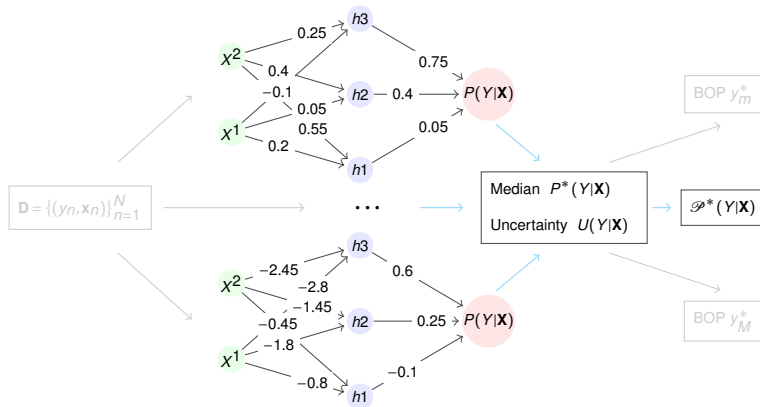 h3
0.25
X²
0.75
0.4
h2
0.4
P(Y|X)
BOP y*ₘ
−0.1
0.05
X¹
0.55
0.05
0.2
h1
D = {(yₙ, xₙ)}ᴺₙ₌₁
Median P*(Y|X)
Uncertainty U(Y|X)
𝒫*(Y|X)
...
h3
−2.45
0.6
X²
−2.8
−1.45
−0.45
h2
0.25
P(Y|X)
BOP y*_M
X¹
−1.8
−0.8
−0.1
h1